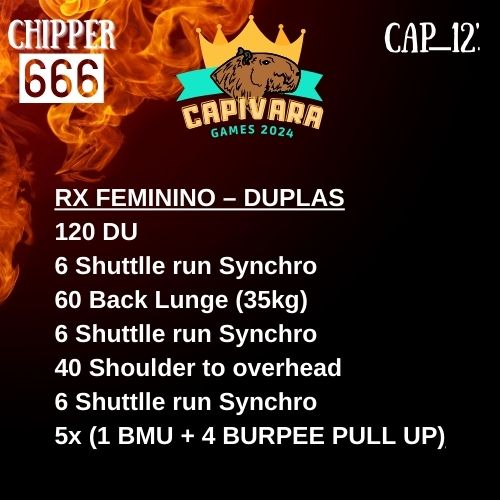 CHIPPER
666
CAPIVARA
GAMES 2024
CAP_12'
RX FEMININO – DUPLAS
120 DU
6 Shuttlle run Synchro
60 Back Lunge (35kg)
6 Shuttlle run Synchro
40 Shoulder to overhead
6 Shuttlle run Synchro
5x (1 BMU + 4 BURPEE PULL UP)